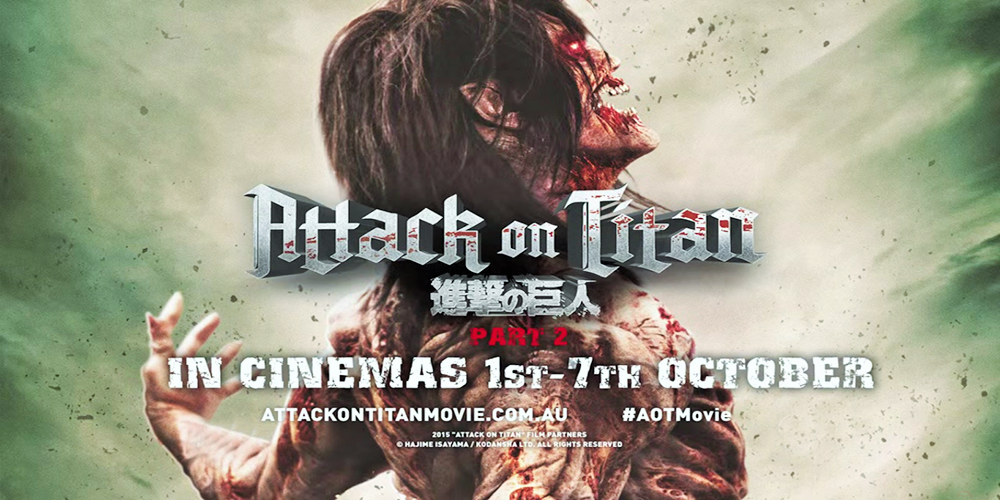 Attack on Titan
進撃の巨人
PART 2
IN CINEMAS 1ST-7TH OCTOBER
ATTACKONTITANMOVIE.COM.AU #AOTMovie
2015 "ATTACK ON TITAN" FILM PARTNERS
© HAJIME ISAYAMA / KODANSHA LTD. ALL RIGHTS RESERVED